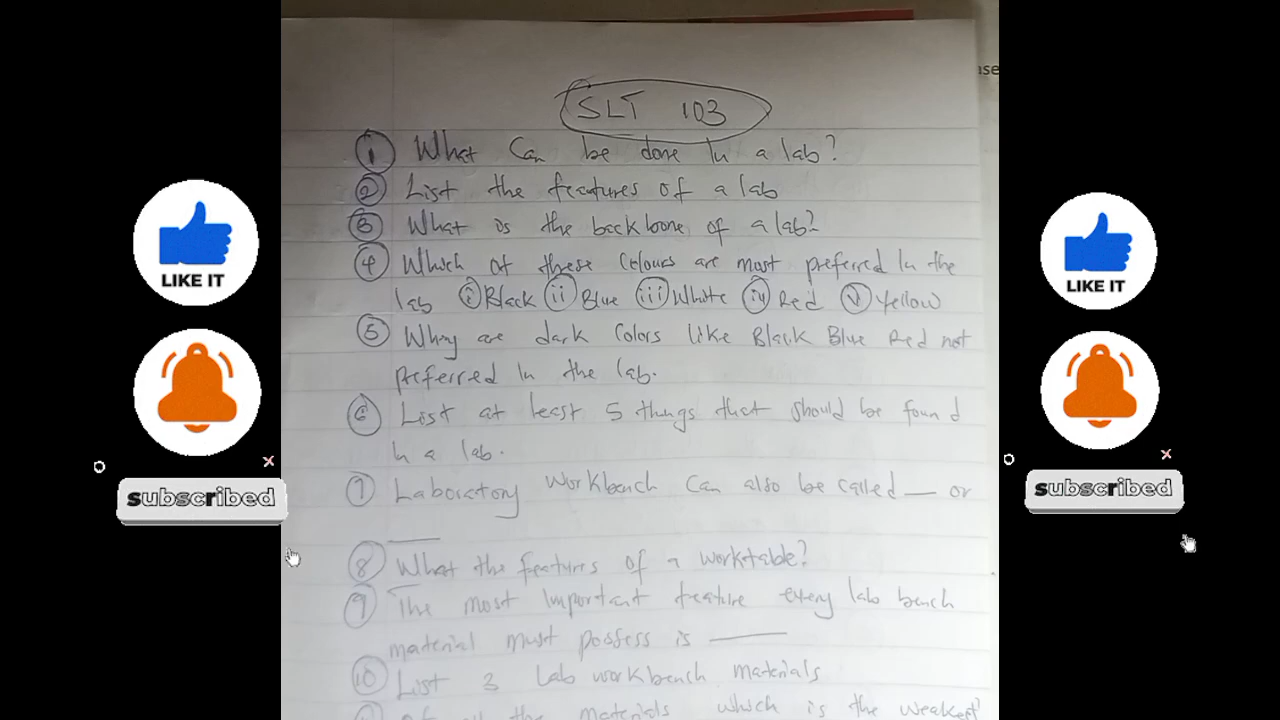 ase
SLT 103
1 What can be done in a lab?
2 List the features of a lab
3 What is the backbone of a lab?
4 Which of these colours are most preferred in the
lab i Black ii Blue iii White iv Red v Yellow
5 Why are dark colors like Black Blue Red not
preferred in the lab.
6 List at least 5 things that should be found
in a lab.
7 Laboratory workbench can also be called __ or
__
8 What the features of a worktable?
9 The most important feature every lab bench
material must possess is __
10 List 3 Lab workbench materials
the materials which is the weakest?
LIKE IT
subscribed
LIKE IT
subscribed